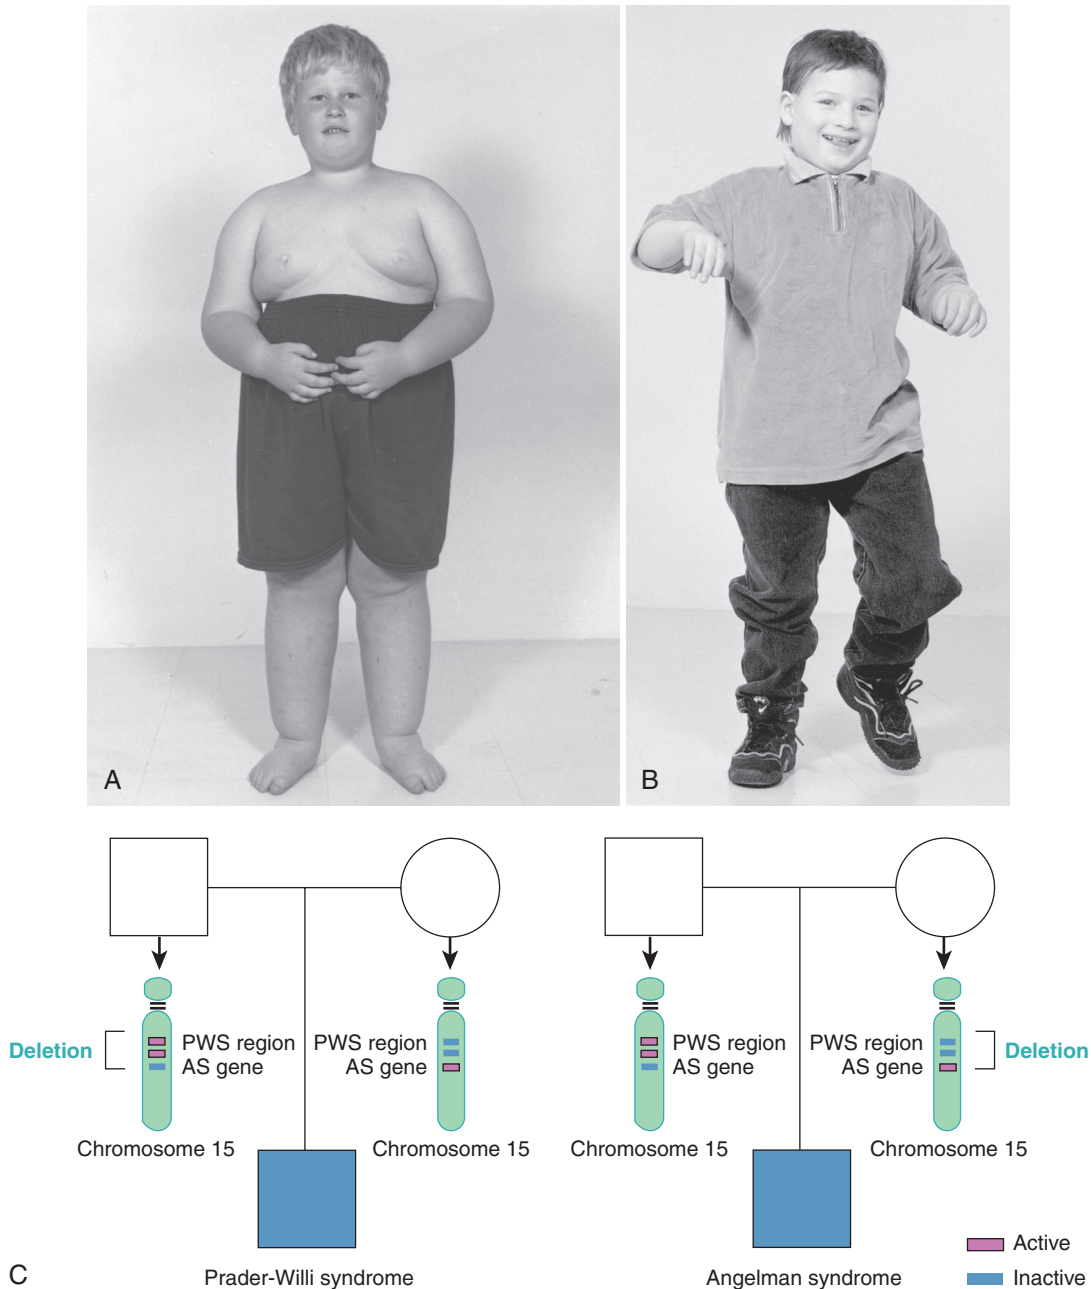 A
B
Deletion
PWS region
AS gene
PWS region
AS gene
PWS region
AS gene
PWS region
AS gene
Deletion
Chromosome 15
Chromosome 15
Chromosome 15
Chromosome 15
Active
Inactive
C
Prader-Willi syndrome
Angelman syndrome